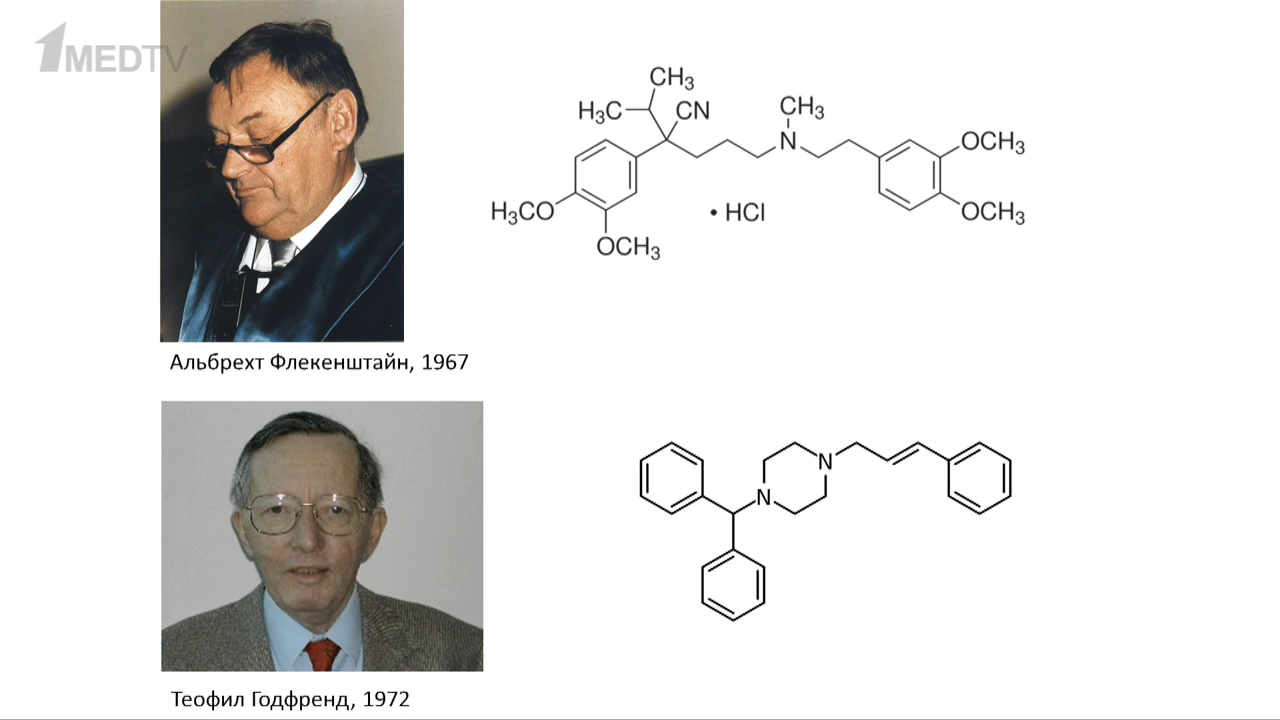 1MEDTV
CH3
H3C
CN
CH3
N
OCH3
H3CO
• HCl
OCH3
OCH3
Альбрехт Флекенштайн, 1967
N
N
Теофил Годфренд, 1972